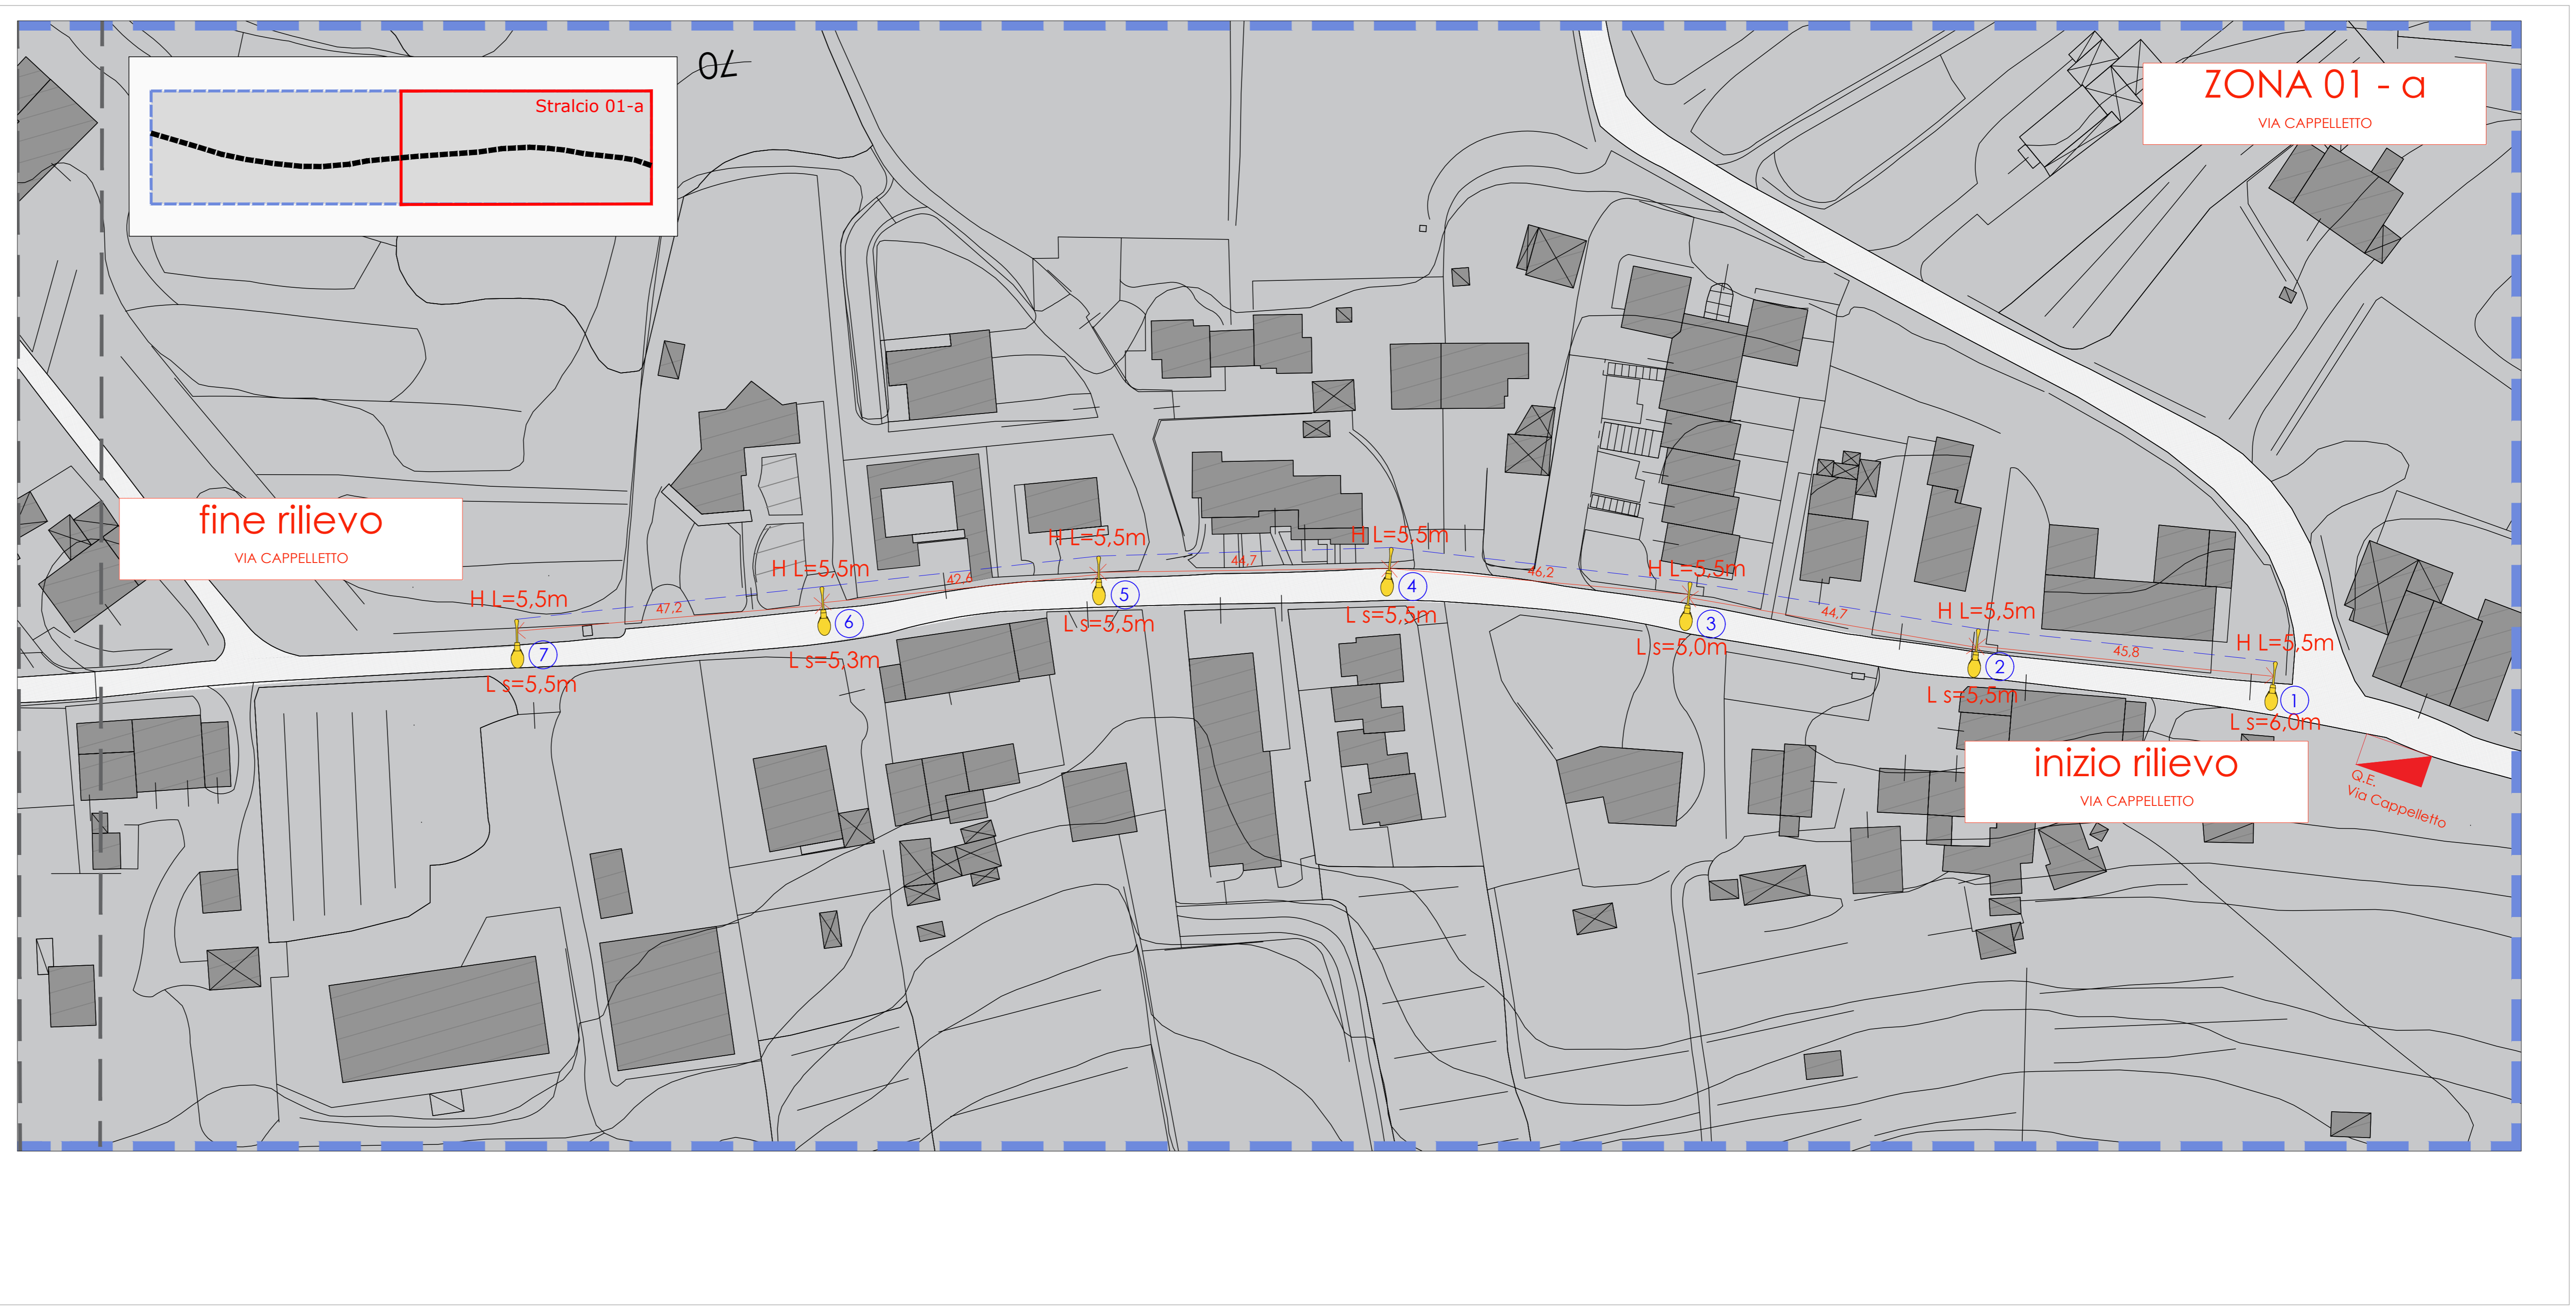 70
Stralcio 01-a
ZONA 01 - a
VIA CAPPELLETTO
fine rilievo
VIA CAPPELLETTO
H L=5,5m
47,2
7
L s=5,5m
H L=5,5m
42,6
6
L s=5,3m
H L=5,5m
44,7
5
L s=5,5m
H L=5,5m
46,2
4
L s=5,5m
H L=5,5m
44,7
3
L s=5,0m
H L=5,5m
45,8
2
L s=5,5m
H L=5,5m
1
L s=6,0m
inizio rilievo
VIA CAPPELLETTO
Q.E.
Via Cappelletto